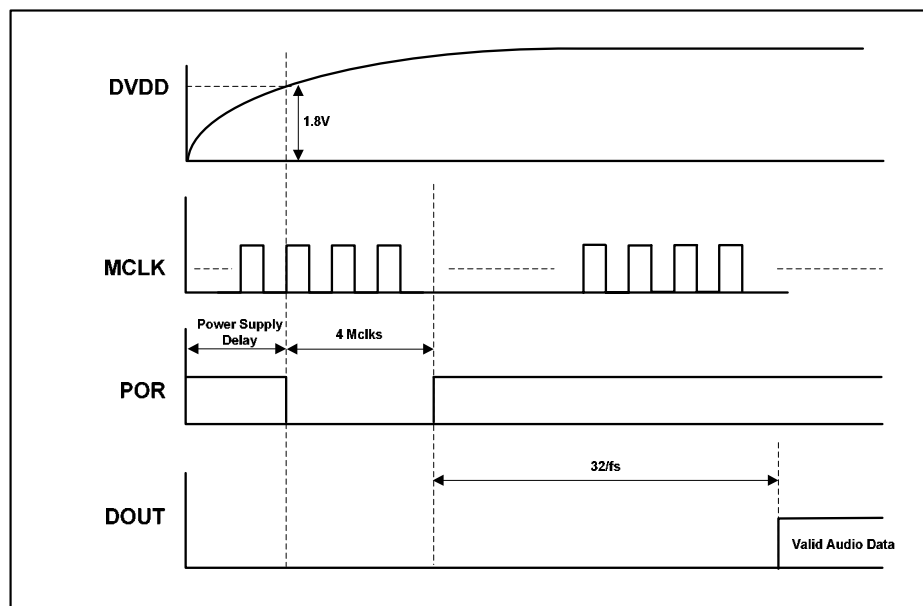 DVDD
1.8V
MCLK
Power Supply
Delay
4 Mclks
POR
32/fs
DOUT
Valid Audio Data